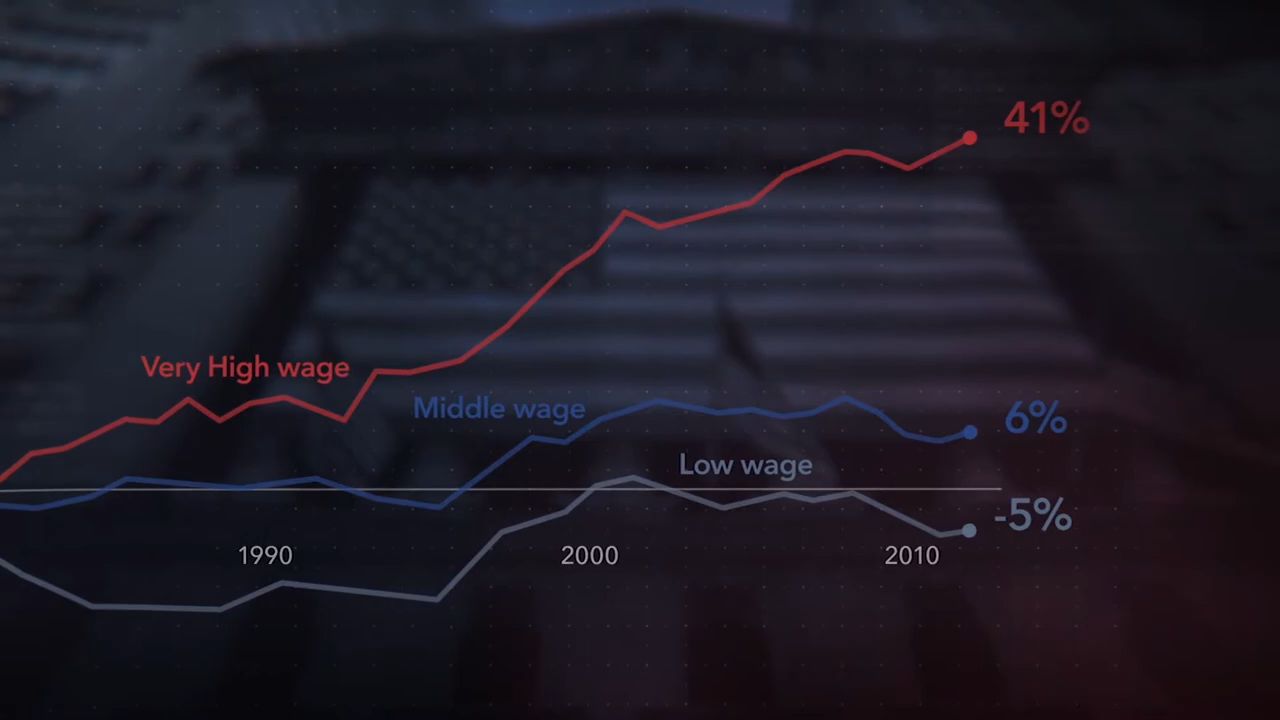 41%
Very High wage
Middle wage
6%
Low wage
-5%
1990
2000
2010